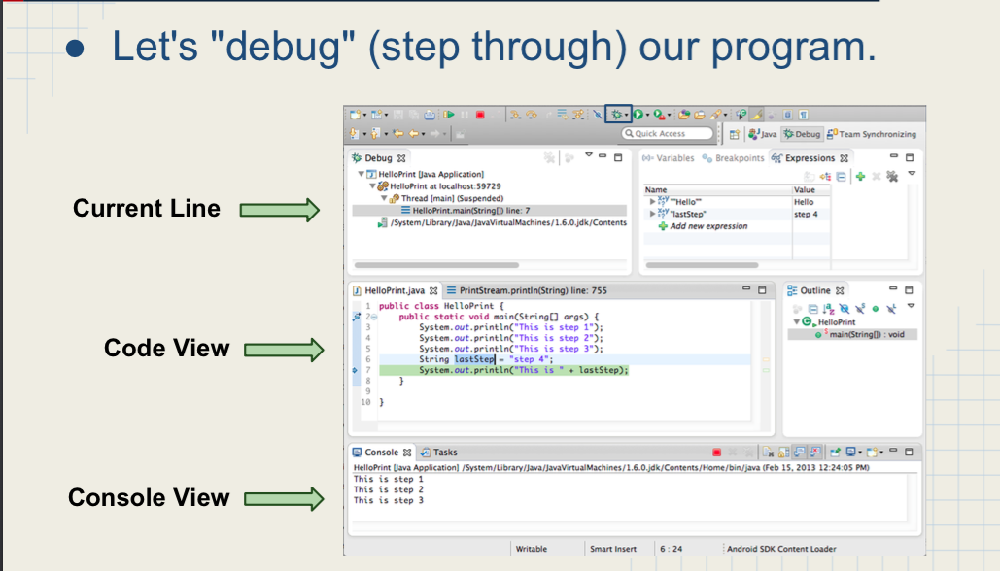 ● Let's "debug" (step through) our program.
Quick Access
Java
Debug
Team Synchronizing
Current Line
Debug
HelloPrint [Java Application]
HelloPrint at localhost:59729
Thread [main] (Suspended)
HelloPrint.main(String[]) line: 7
/System/Library/Java/JavaVirtualMachines/1.6.0.jdk/Contents
(x)= Variables
Breakpoints
Expressions
Name Value
"Hello" Hello
"lastStep" step 4
Add new expression
Code View
HelloPrint.java
PrintStream.println(String) line: 755
1 public class HelloPrint {
2 public static void main(String[] args) {
3 System.out.println("This is step 1");
4 System.out.println("This is step 2");
5 System.out.println("This is step 3");
6 String lastStep = "step 4";
7 System.out.println("This is " + lastStep);
8 }
9
10 }
Outline
HelloPrint
main(String[]) : void
Console View
Console
Tasks
HelloPrint [Java Application] /System/Library/Java/JavaVirtualMachines/1.6.0.jdk/Contents/Home/bin/java (Feb 15, 2013 12:24:05 PM)
This is step 1
This is step 2
This is step 3
Writable
Smart Insert
6 : 24
Android SDK Content Loader